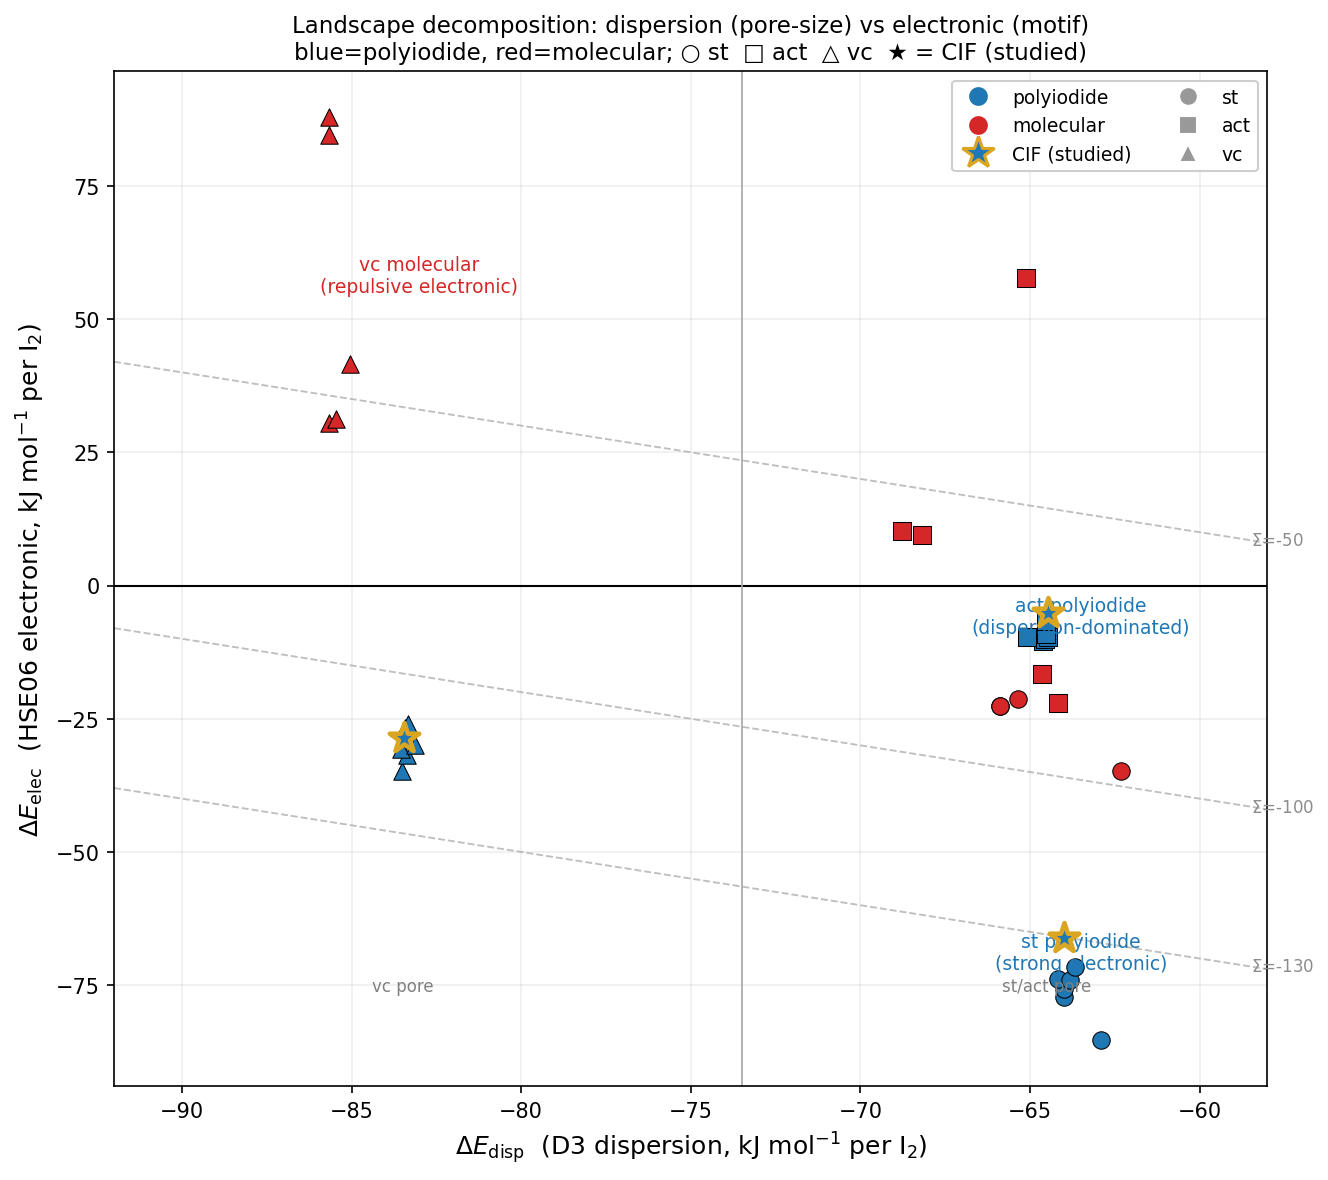 Landscape decomposition: dispersion (pore-size) vs electronic (motif)
blue=polyiodide, red=molecular; ○ st □ act △ vc ★ = CIF (studied)
polyiodide
molecular
CIF (studied)
st
act
vc
vc molecular
(repulsive electronic)
Σ=-50
act polyiodide
(dispersion-dominated)
Σ=-100
st polyiodide
(strong electronic)
Σ=-130
vc pore
st/act pore
75
50
25
0
−25
−50
−75
ΔE_elec (HSE06 electronic, kJ mol⁻¹ per I₂)
−90
−85
−80
−75
−70
−65
−60
ΔE_disp (D3 dispersion, kJ mol⁻¹ per I₂)